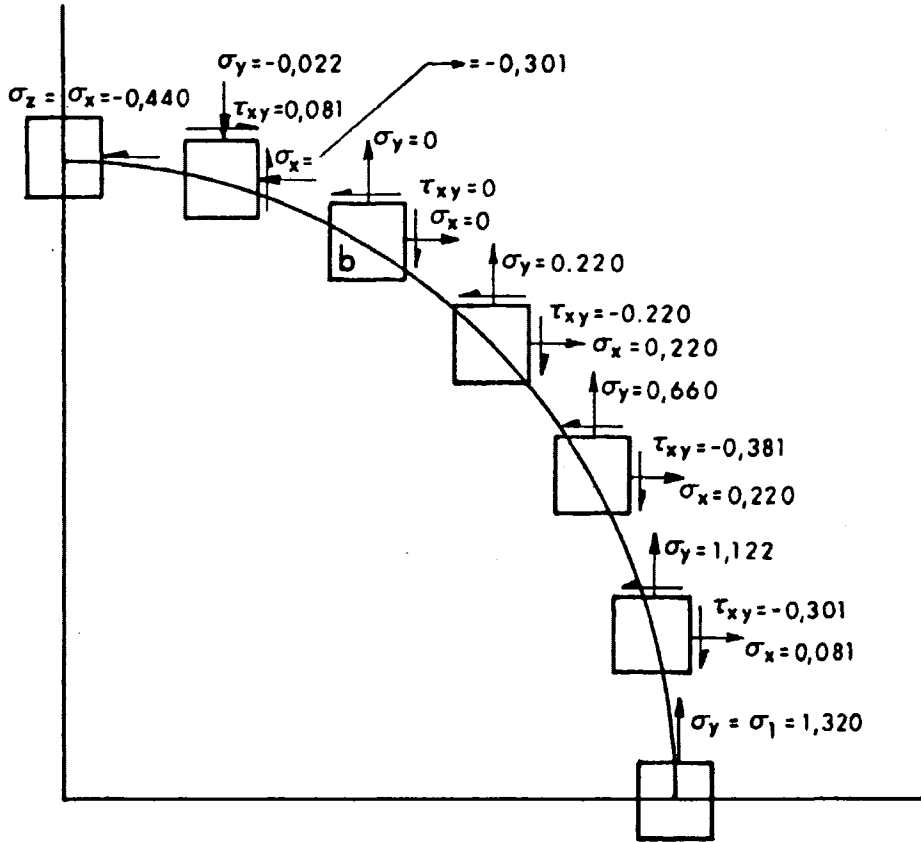 σy=-0,022
=-0,301
σz= σx=-0,440
τxy=0,081
σx=
σy=0
τxy=0
σx=0
b
σy=0.220
τxy=-0.220
σx=0,220
σy=0,660
τxy=-0,381
σx=0,220
σy=1,122
τxy=-0,301
σx=0,081
σy= σ1=1,320